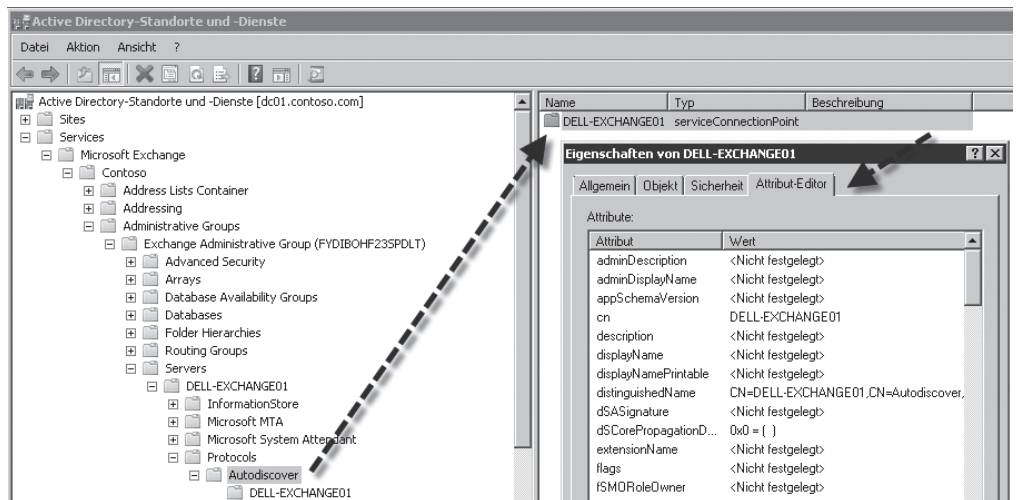 Active Directory-Standorte und -Dienste
Datei Aktion Ansicht ?
Active Directory-Standorte und -Dienste [dc01.contoso.com]
Sites
Services
Microsoft Exchange
Contoso
Address Lists Container
Addressing
Administrative Groups
Exchange Administrative Group (FYDIBOHF23SPDLT)
Advanced Security
Arrays
Database Availability Groups
Databases
Folder Hierarchies
Routing Groups
Servers
DELL-EXCHANGE01
InformationStore
Microsoft MTA
Microsoft System Attendant
Protocols
Autodiscover
DELL-EXCHANGE01
Name Typ Beschreibung
DELL-EXCHANGE01 serviceConnectionPoint
Eigenschaften von DELL-EXCHANGE01
Allgemein Objekt Sicherheit Attribut-Editor
Attribute:
Attribut Wert
adminDescription <Nicht festgelegt>
adminDisplayName <Nicht festgelegt>
appSchemaVersion <Nicht festgelegt>
cn DELL-EXCHANGE01
description <Nicht festgelegt>
displayName <Nicht festgelegt>
displayNamePrintable <Nicht festgelegt>
distinguishedName CN=DELL-EXCHANGE01,CN=Autodiscover,
dSASignature <Nicht festgelegt>
dSCorePropagationD... 0x0 = ( )
extensionName <Nicht festgelegt>
flags <Nicht festgelegt>
fSMORoleOwner <Nicht festgelegt>